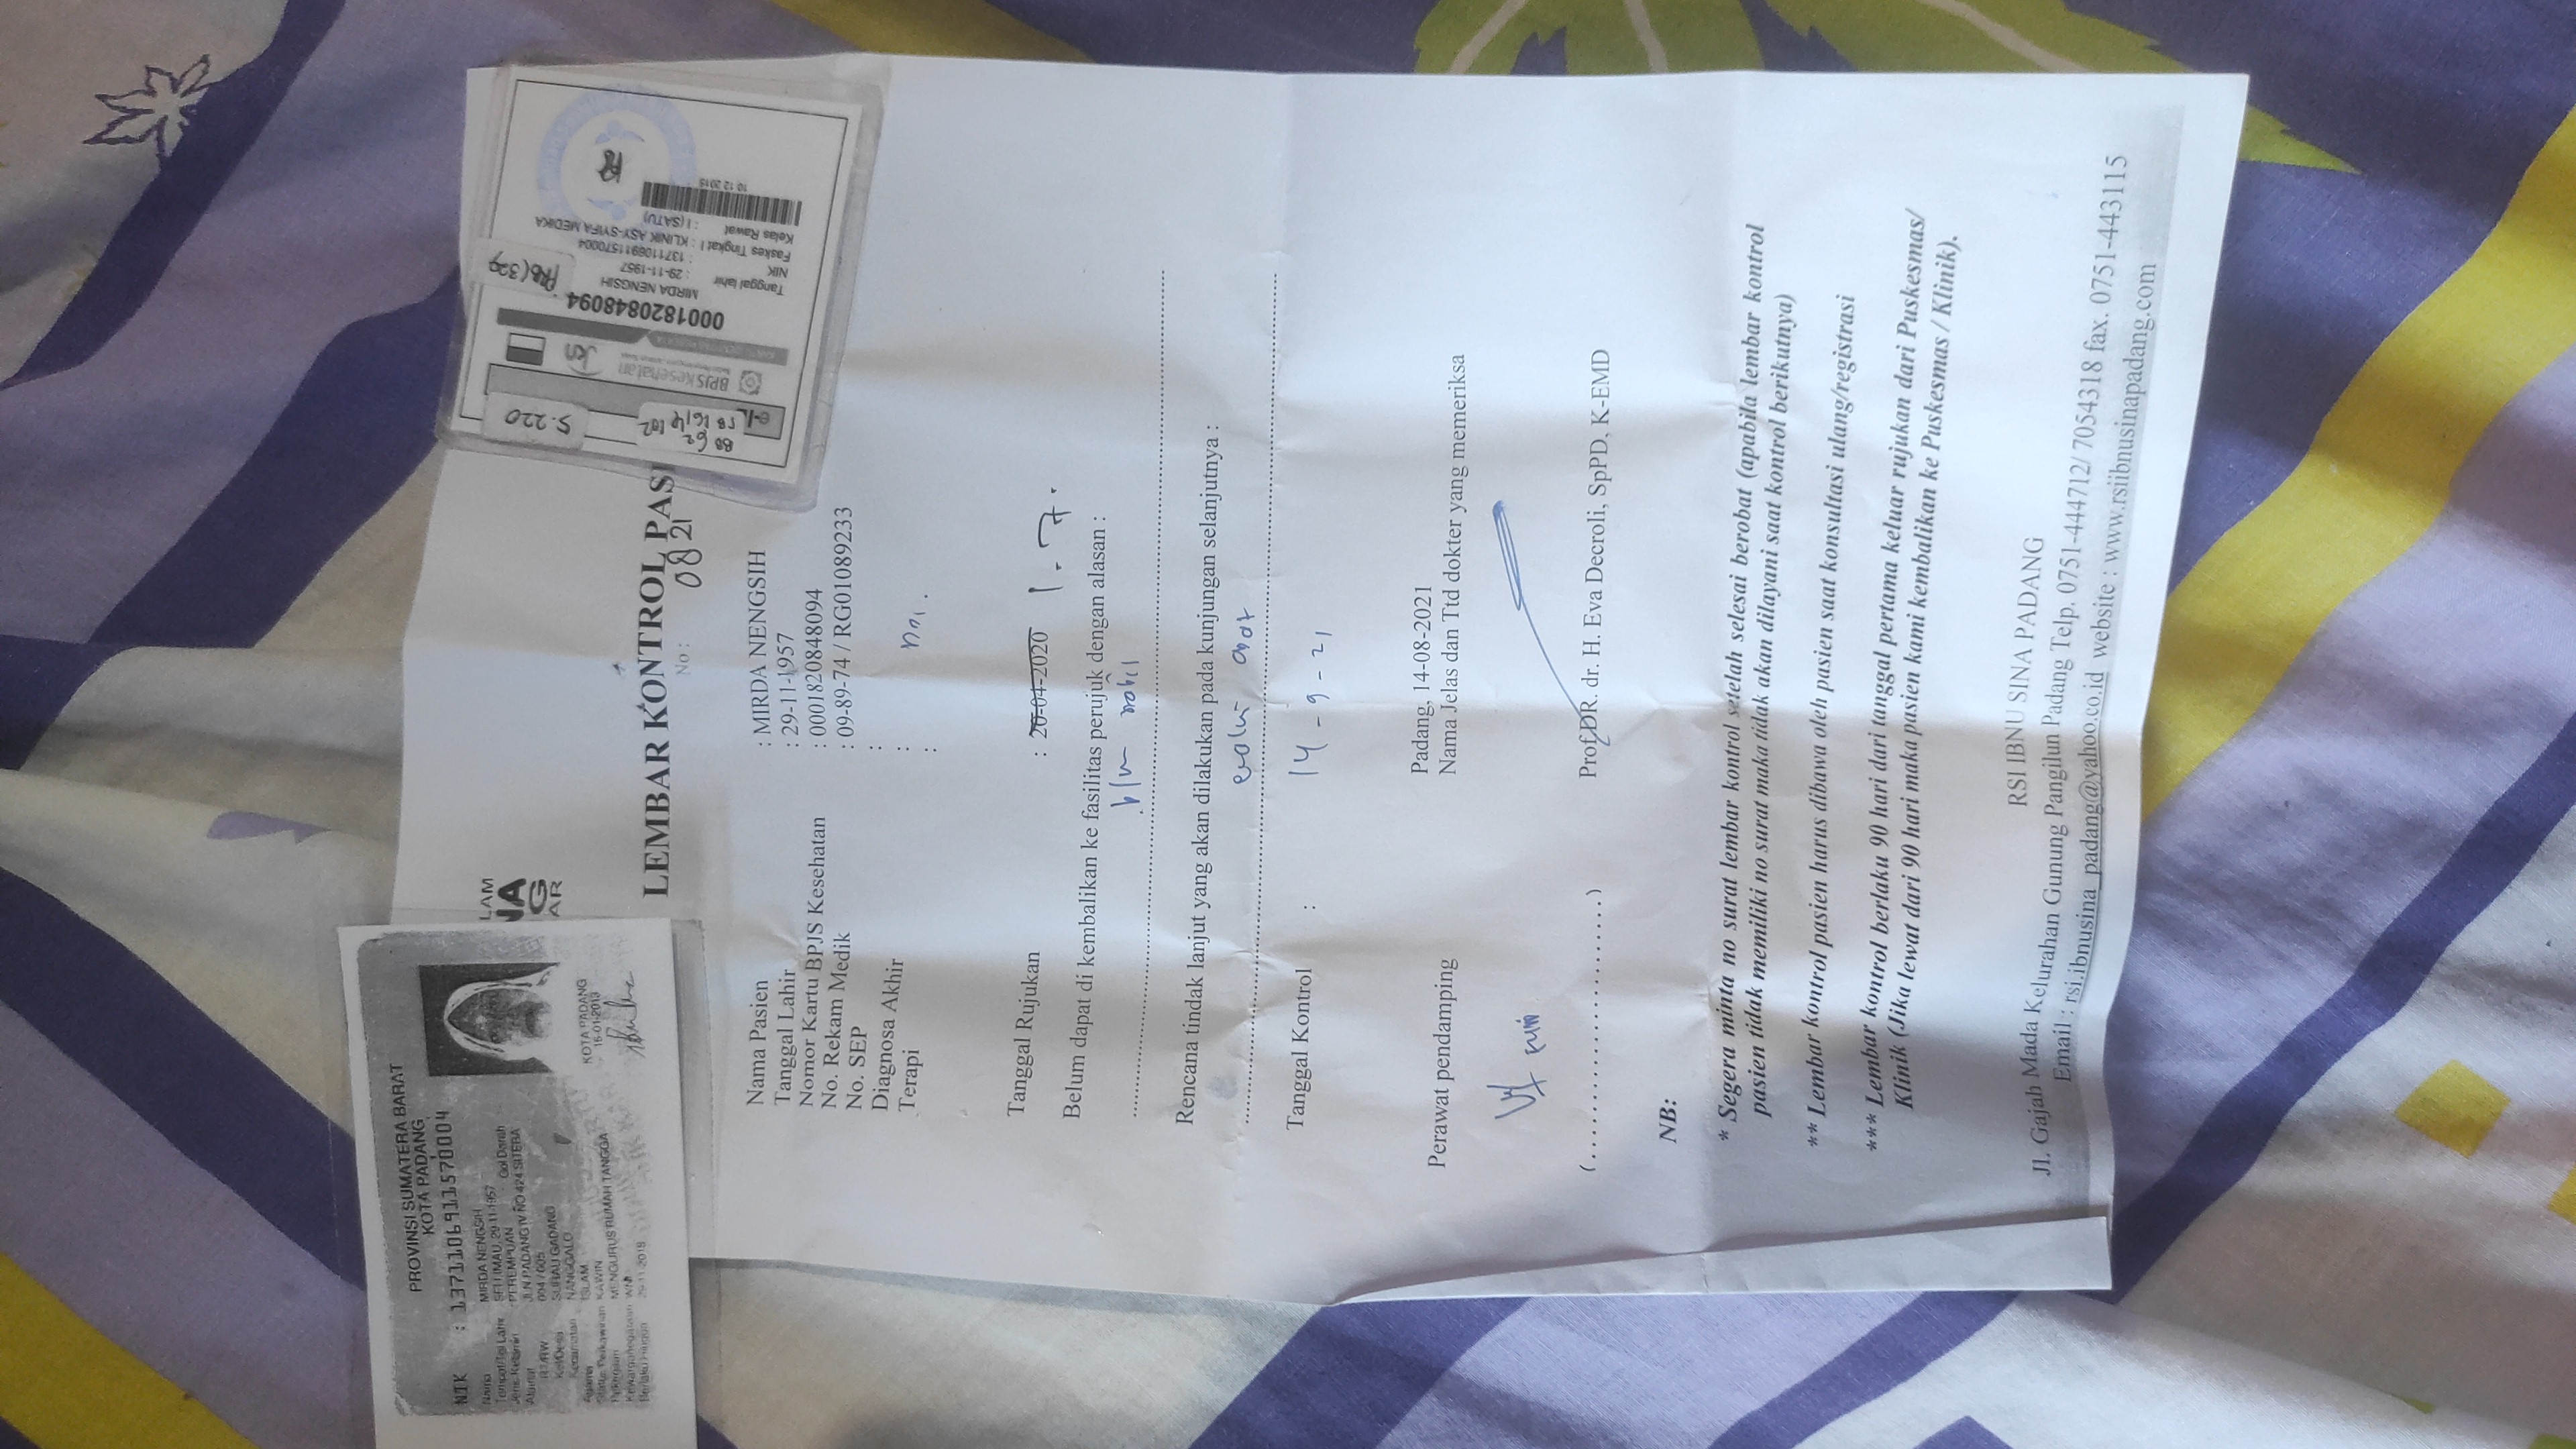 PROVINSI SUMATERA BARAT
KOTA PADANG
NIK : 1371106911570004
Nama MIRDA NENGSIH
Tempat/Tgl Lahir SEI LIMAU, 29-11-1957
Jenis Kelamin PEREMPUAN Gol Darah
Alamat JLN PADANG IV NO 424 SITEBA
RT/RW 004 / 005
Kel/Desa SURAU GADANG
Kecamatan NANGGALO
Agama ISLAM
Status Perkawinan KAWIN
Pekerjaan MENGURUS RUMAH TANGGA
Kewarganegaraan WNI
Berlaku Hingga 29-11-2018
KOTA PADANG
15-01-2013
LAM
NA
G
AR
S.220
BPJS Kesehatan
0001820848094
MIRDA NENGSIH
Tanggal lahir : 29-11-1957
NIK : 1371106911570004
Faskes Tingkat I : KLINIK ASY-SYIFA MEDIKA
Kelas Rawat : I (SATU)
10 12 2015
LEMBAR KONTROL PASI
No : 0821
Nama Pasien : MIRDA NENGSIH
Tanggal Lahir : 29-11-1957
Nomor Kartu BPJS Kesehatan : 0001820848094
No. Rekam Medik : 09-89-74 / RG01089233
No. SEP :
Diagnosa Akhir :
Terapi :
Tanggal Rujukan : 20-04-2020 1.7.
Belum dapat di kembalikan ke fasilitas perujuk dengan alasan :
blm
Rencana tindak lanjut yang akan dilakukan pada kunjungan selanjutnya :
obat
Tanggal Kontrol : 14-9-21
Padang, 14-08-2021
Perawat pendamping Nama Jelas dan Ttd dokter yang memeriksa
(.......................) Prof.DR. dr. H. Eva Decroli, SpPD, K-EMD
NB:
* Segera minta no surat lembar kontrol setelah selesai berobat (apabila lembar kontrol
pasien tidak memiliki no surat maka tidak akan dilayani saat kontrol berikutnya)
** Lembar kontrol pasien harus dibawa oleh pasien saat konsultasi ulang/registrasi
*** Lembar kontrol berlaku 90 hari dari tanggal pertama keluar rujukan dari Puskesmas/
Klinik (Jika lewat dari 90 hari maka pasien kami kembalikan ke Puskesmas / Klinik).
RSI IBNU SINA PADANG
Jl. Gajah Mada Kelurahan Gunung Pangilun Padang Telp. 0751-444712/ 7054318 fax. 0751-443115
Email : rsi.ibnusina_padang@yahoo.co.id website : www.rsiibnusinapadang.com